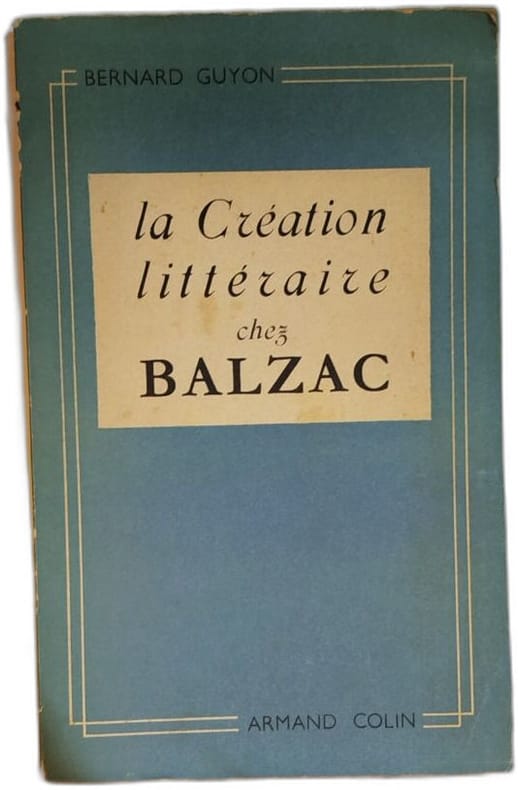 BERNARD GUYON
la Création
littéraire
chez
BALZAC
ARMAND COLIN